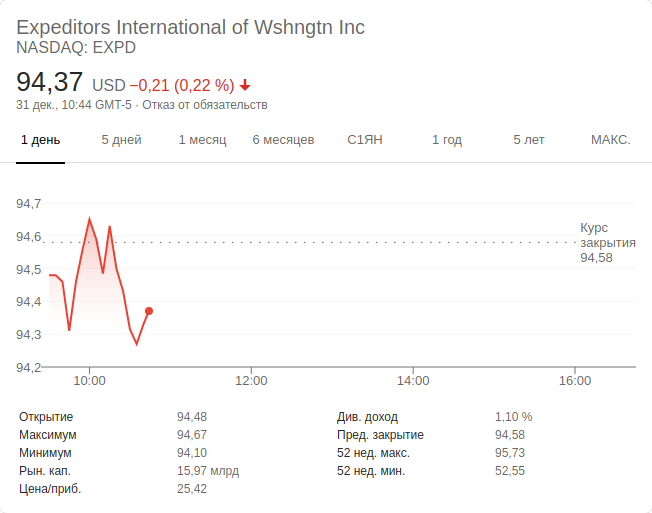 Expeditors International of Wshngtn Inc
NASDAQ: EXPD
94,37 USD −0,21 (0,22 %)
31 дек., 10:44 GMT-5 · Отказ от обязательств
1 день 5 дней 1 месяц 6 месяцев С1ЯН 1 год 5 лет МАКС.
94,7
94,6
94,5
94,4
94,3
94,2
Курс
закрытия
94,58
10:00 12:00 14:00 16:00
Открытие 94,48 Див. доход 1,10 %
Максимум 94,67 Пред. закрытие 94,58
Минимум 94,10 52 нед. макс. 95,73
Рын. кап. 15,97 млрд 52 нед. мин. 52,55
Цена/приб. 25,42